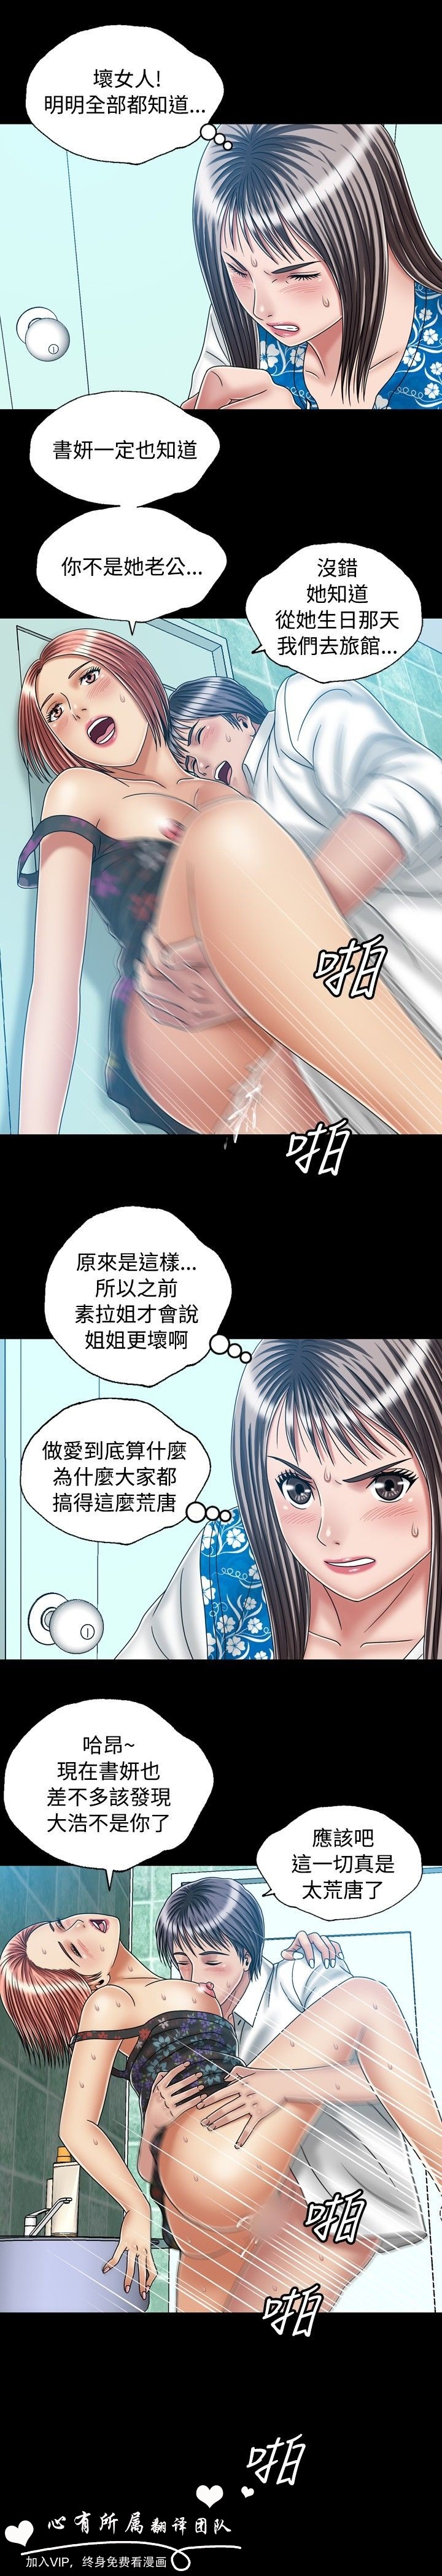 壞女人!
明明全部都知道...
書妍一定也知道
你不是她老公...
沒錯
她知道
從她生日那天
我們去旅館...
啪
啪
原來是這樣...
所以之前
素拉姐才會說
姐姐更壞啊
做愛到底算什麼
為什麼大家都
搞得這麼荒唐
哈昂~
現在書妍也
差不多該發現
大浩不是你了
應該吧
這一切真是
太荒唐了
啪
啪
啪
心有所属翻译团队
加入VIP，终身免费看漫画